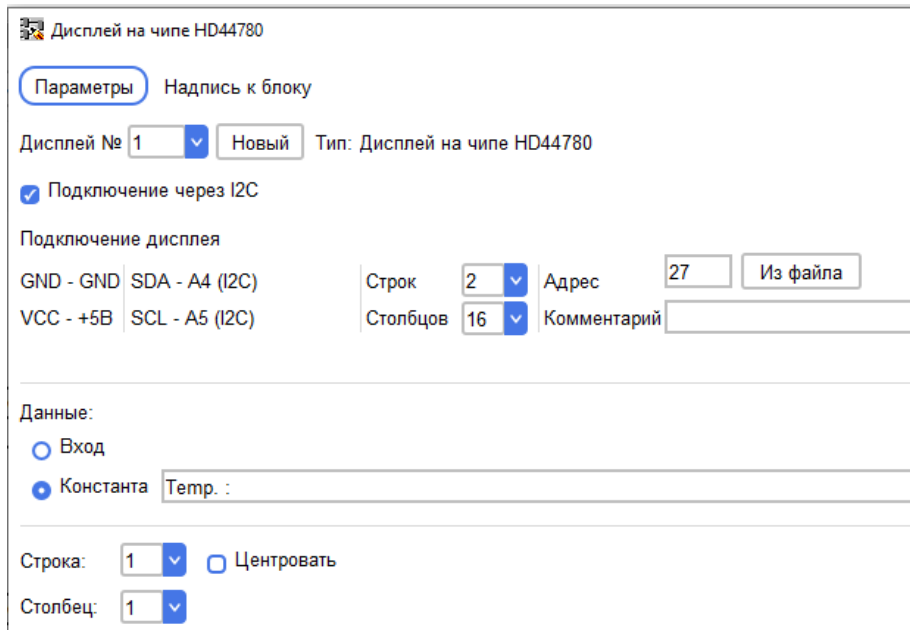 Дисплей на чипе HD44780
Параметры Надпись к блоку
Дисплей № 1 Новый Тип: Дисплей на чипе HD44780
Подключение через I2C
Подключение дисплея
GND - GND SDA - A4 (I2C) Строк 2 Адрес 27 Из файла
VCC - +5В SCL - A5 (I2C) Столбцов 16 Комментарий
Данные:
Вход
Константа Temp. :
Строка: 1 Центровать
Столбец: 1